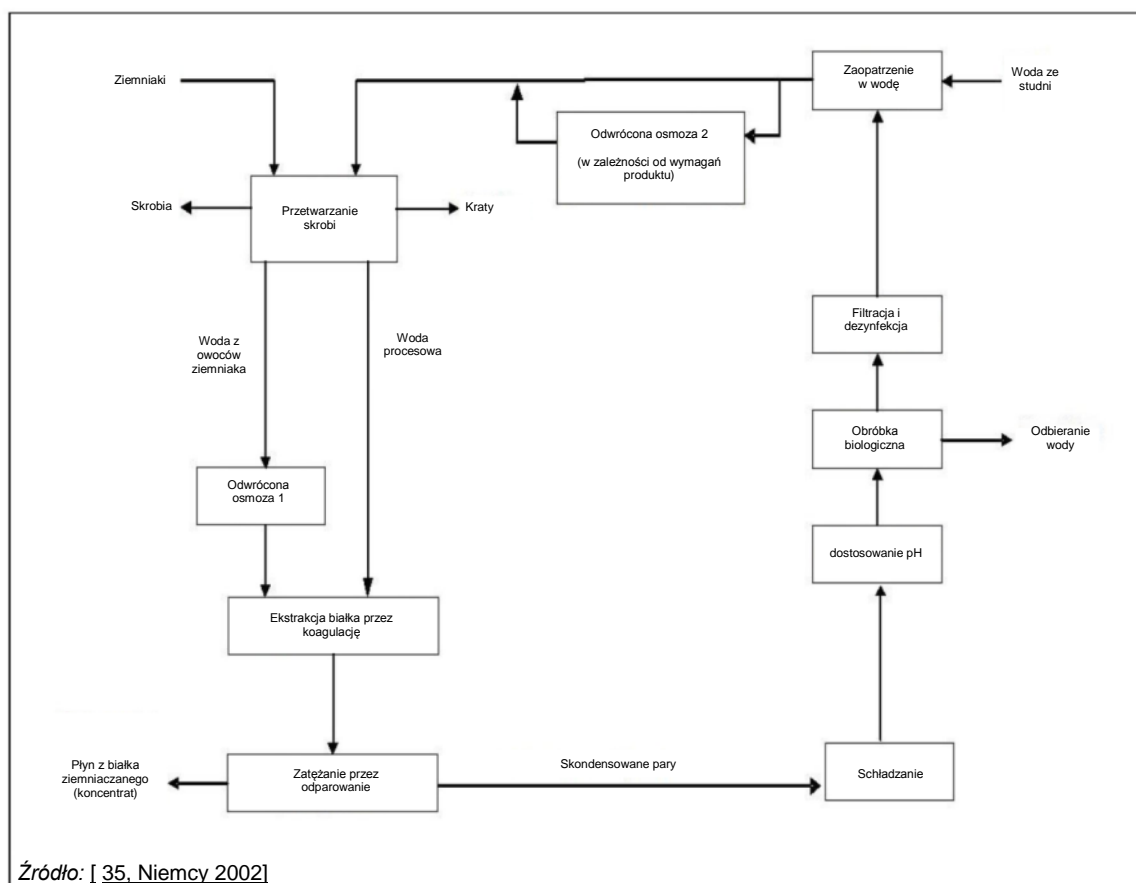 Ziemniaki
Zaopatrzenie
w wodę
Woda ze
studni
Odwrócona osmoza 2
(w zależności od wymagań
produktu)
Skrobia
Przetwarzanie
skrobi
Kraty
Filtracja i
dezynfekcja
Woda z
owoców
ziemniaka
Woda
procesowa
Obróbka
biologiczna
Odbieranie
wody
Odwrócona
osmoza 1
dostosowanie pH
Ekstrakcja białka przez
koagulację
Płyn z białka
ziemniaczanego
(koncentrat)
Zatężanie przez
odparowanie
Skondensowane pary
Schładzanie
Źródło: [ 35, Niemcy 2002]